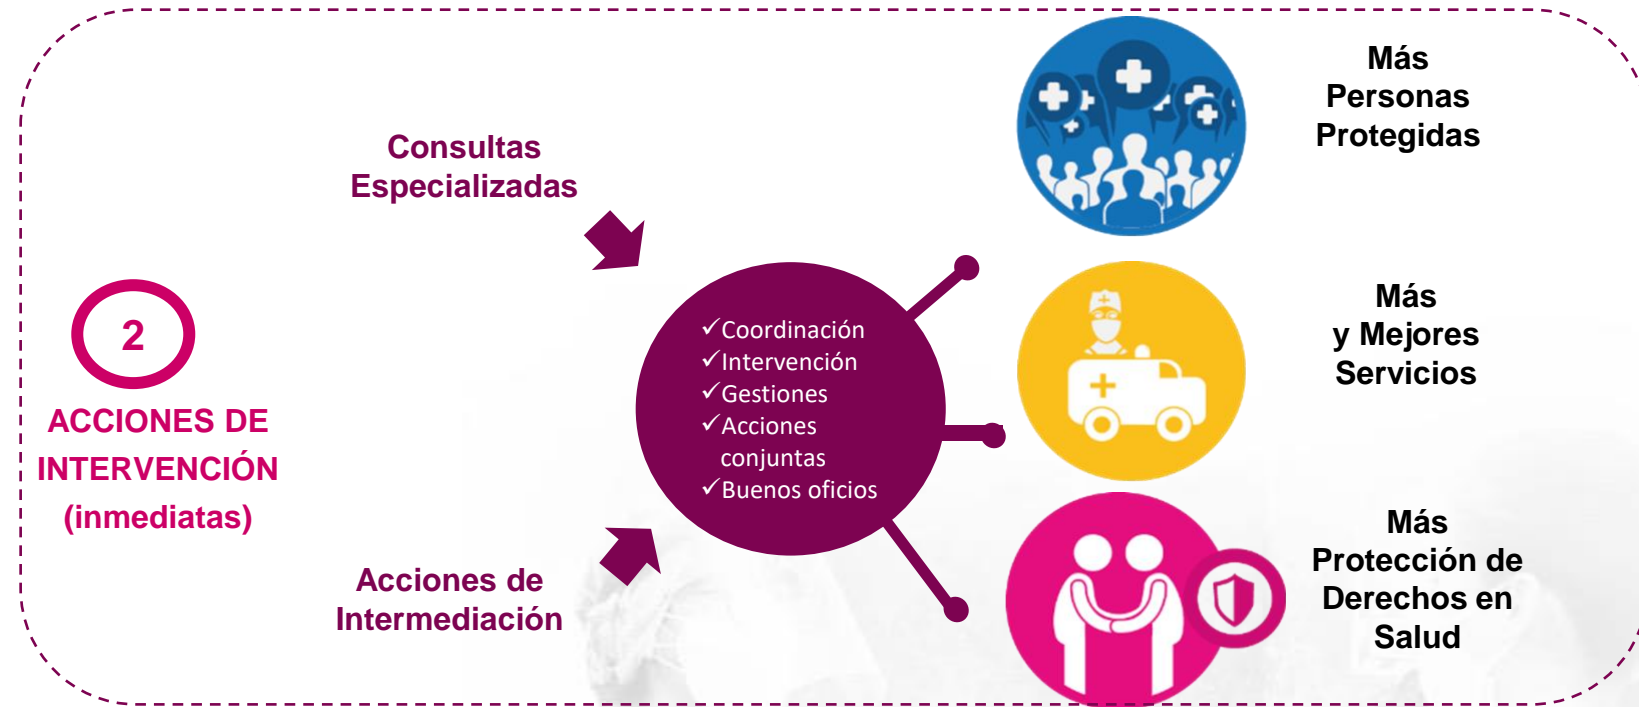 2
ACCIONES DE
INTERVENCIÓN
(inmediatas)
Consultas
Especializadas
Acciones de
Intermediación
✓Coordinación
✓Intervención
✓Gestiones
✓Acciones
conjuntas
✓Buenos oficios
Más
Personas
Protegidas
Más
y Mejores
Servicios
Más
Protección de
Derechos en
Salud